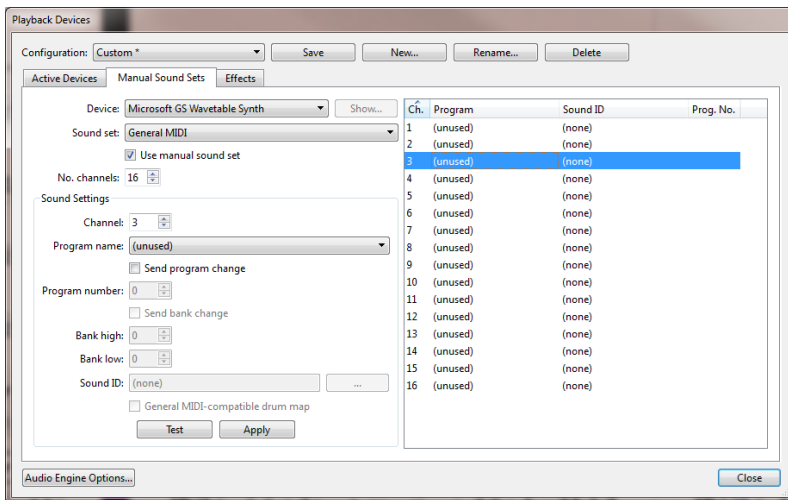 Playback Devices
Configuration: Custom * Save New... Rename... Delete
Active Devices Manual Sound Sets Effects
Device: Microsoft GS Wavetable Synth Show...
Sound set: General MIDI
Use manual sound set
No. channels: 16
Sound Settings
Channel: 3
Program name: (unused)
Send program change
Program number: 0
Send bank change
Bank high: 0
Bank low: 0
Sound ID: (none) ...
General MIDI-compatible drum map
Test Apply
Ch. Program Sound ID Prog. No.
1 (unused) (none)
2 (unused) (none)
3 (unused) (none)
4 (unused) (none)
5 (unused) (none)
6 (unused) (none)
7 (unused) (none)
8 (unused) (none)
9 (unused) (none)
10 (unused) (none)
11 (unused) (none)
12 (unused) (none)
13 (unused) (none)
14 (unused) (none)
15 (unused) (none)
16 (unused) (none)
Audio Engine Options... Close